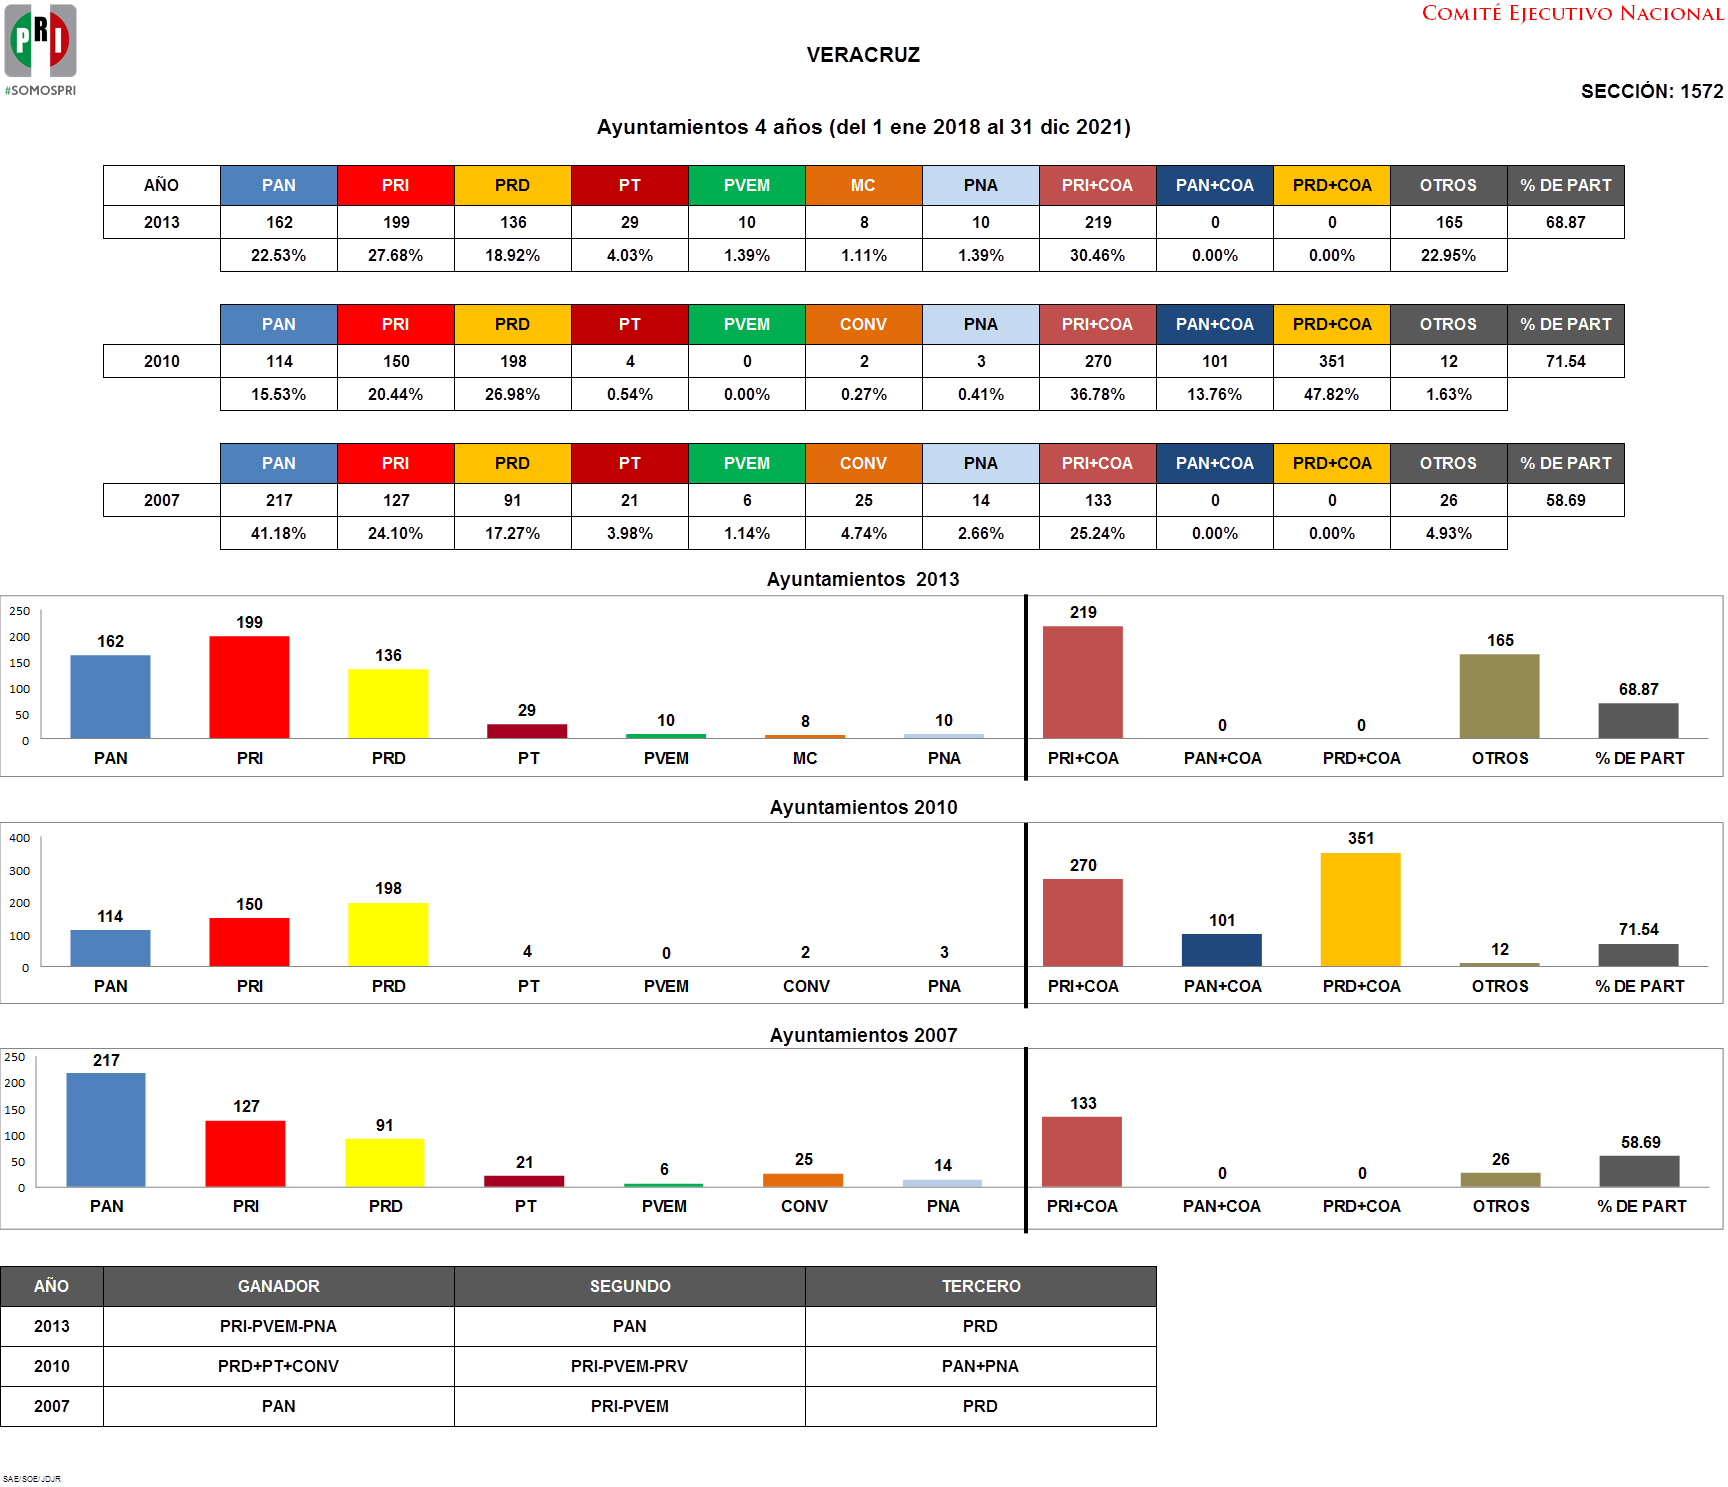 PRI
#SOMOSPRI
COMITÉ EJECUTIVO NACIONAL
VERACRUZ
SECCIÓN: 1572
Ayuntamientos 4 años (del 1 ene 2018 al 31 dic 2021)
AÑO PAN PRI PRD PT PVEM MC PNA PRI+COA PAN+COA PRD+COA OTROS % DE PART
2013 162 199 136 29 10 8 10 219 0 0 165 68.87
22.53% 27.68% 18.92% 4.03% 1.39% 1.11% 1.39% 30.46% 0.00% 0.00% 22.95%
PAN PRI PRD PT PVEM CONV PNA PRI+COA PAN+COA PRD+COA OTROS % DE PART
2010 114 150 198 4 0 2 3 270 101 351 12 71.54
15.53% 20.44% 26.98% 0.54% 0.00% 0.27% 0.41% 36.78% 13.76% 47.82% 1.63%
PAN PRI PRD PT PVEM CONV PNA PRI+COA PAN+COA PRD+COA OTROS % DE PART
2007 217 127 91 21 6 25 14 133 0 0 26 58.69
41.18% 24.10% 17.27% 3.98% 1.14% 4.74% 2.66% 25.24% 0.00% 0.00% 4.93%
Ayuntamientos 2013
250
200
150
100
50
0
162 199 136 29 10 8 10 219 0 0 165 68.87
PAN PRI PRD PT PVEM MC PNA PRI+COA PAN+COA PRD+COA OTROS % DE PART
Ayuntamientos 2010
400
300
200
100
0
114 150 198 4 0 2 3 270 101 351 12 71.54
PAN PRI PRD PT PVEM CONV PNA PRI+COA PAN+COA PRD+COA OTROS % DE PART
Ayuntamientos 2007
250
200
150
100
50
0
217 127 91 21 6 25 14 133 0 0 26 58.69
PAN PRI PRD PT PVEM CONV PNA PRI+COA PAN+COA PRD+COA OTROS % DE PART
AÑO GANADOR SEGUNDO TERCERO
2013 PRI-PVEM-PNA PAN PRD
2010 PRD+PT+CONV PRI-PVEM-PRV PAN+PNA
2007 PAN PRI-PVEM PRD
SAE/SOE/JDJR